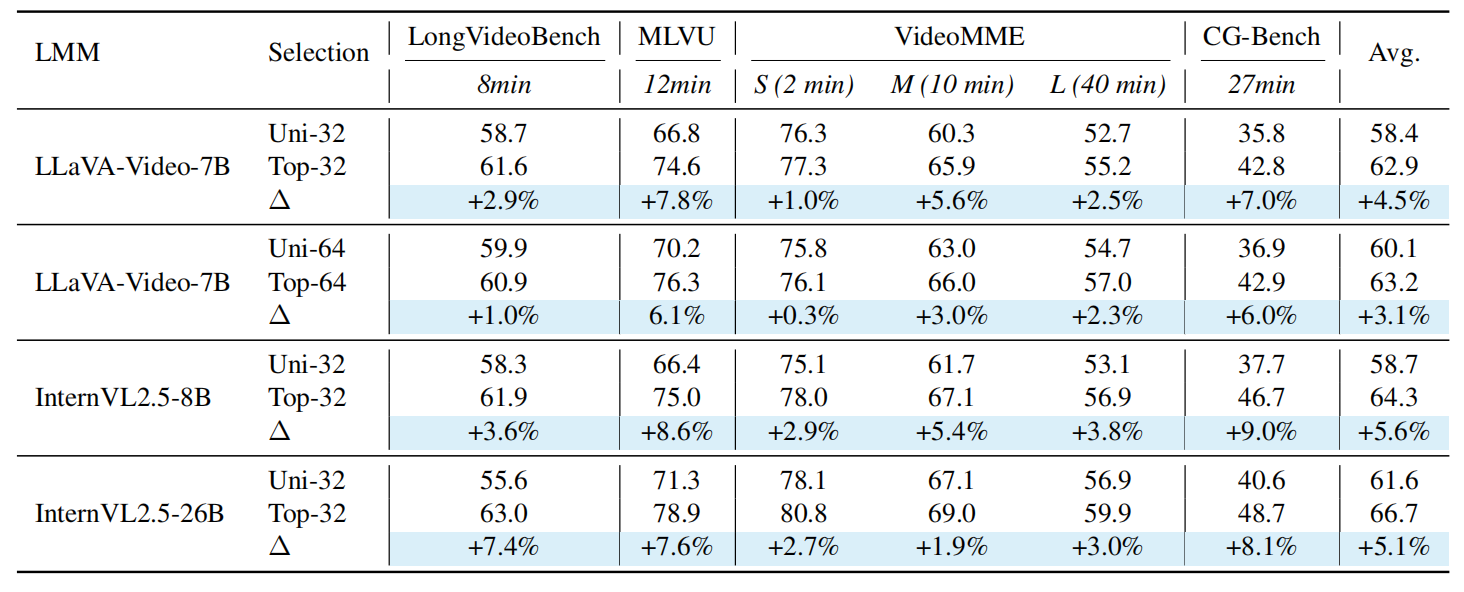 LMM Selection LongVideoBench MLVU VideoMME CG-Bench Avg.
8min 12min S (2 min) M (10 min) L (40 min) 27min
Uni-32 58.7 66.8 76.3 60.3 52.7 35.8 58.4
LLaVA-Video-7B Top-32 61.6 74.6 77.3 65.9 55.2 42.8 62.9
Δ +2.9% +7.8% +1.0% +5.6% +2.5% +7.0% +4.5%
Uni-64 59.9 70.2 75.8 63.0 54.7 36.9 60.1
LLaVA-Video-7B Top-64 60.9 76.3 76.1 66.0 57.0 42.9 63.2
Δ +1.0% 6.1% +0.3% +3.0% +2.3% +6.0% +3.1%
Uni-32 58.3 66.4 75.1 61.7 53.1 37.7 58.7
InternVL2.5-8B Top-32 61.9 75.0 78.0 67.1 56.9 46.7 64.3
Δ +3.6% +8.6% +2.9% +5.4% +3.8% +9.0% +5.6%
Uni-32 55.6 71.3 78.1 67.1 56.9 40.6 61.6
InternVL2.5-26B Top-32 63.0 78.9 80.8 69.0 59.9 48.7 66.7
Δ +7.4% +7.6% +2.7% +1.9% +3.0% +8.1% +5.1%